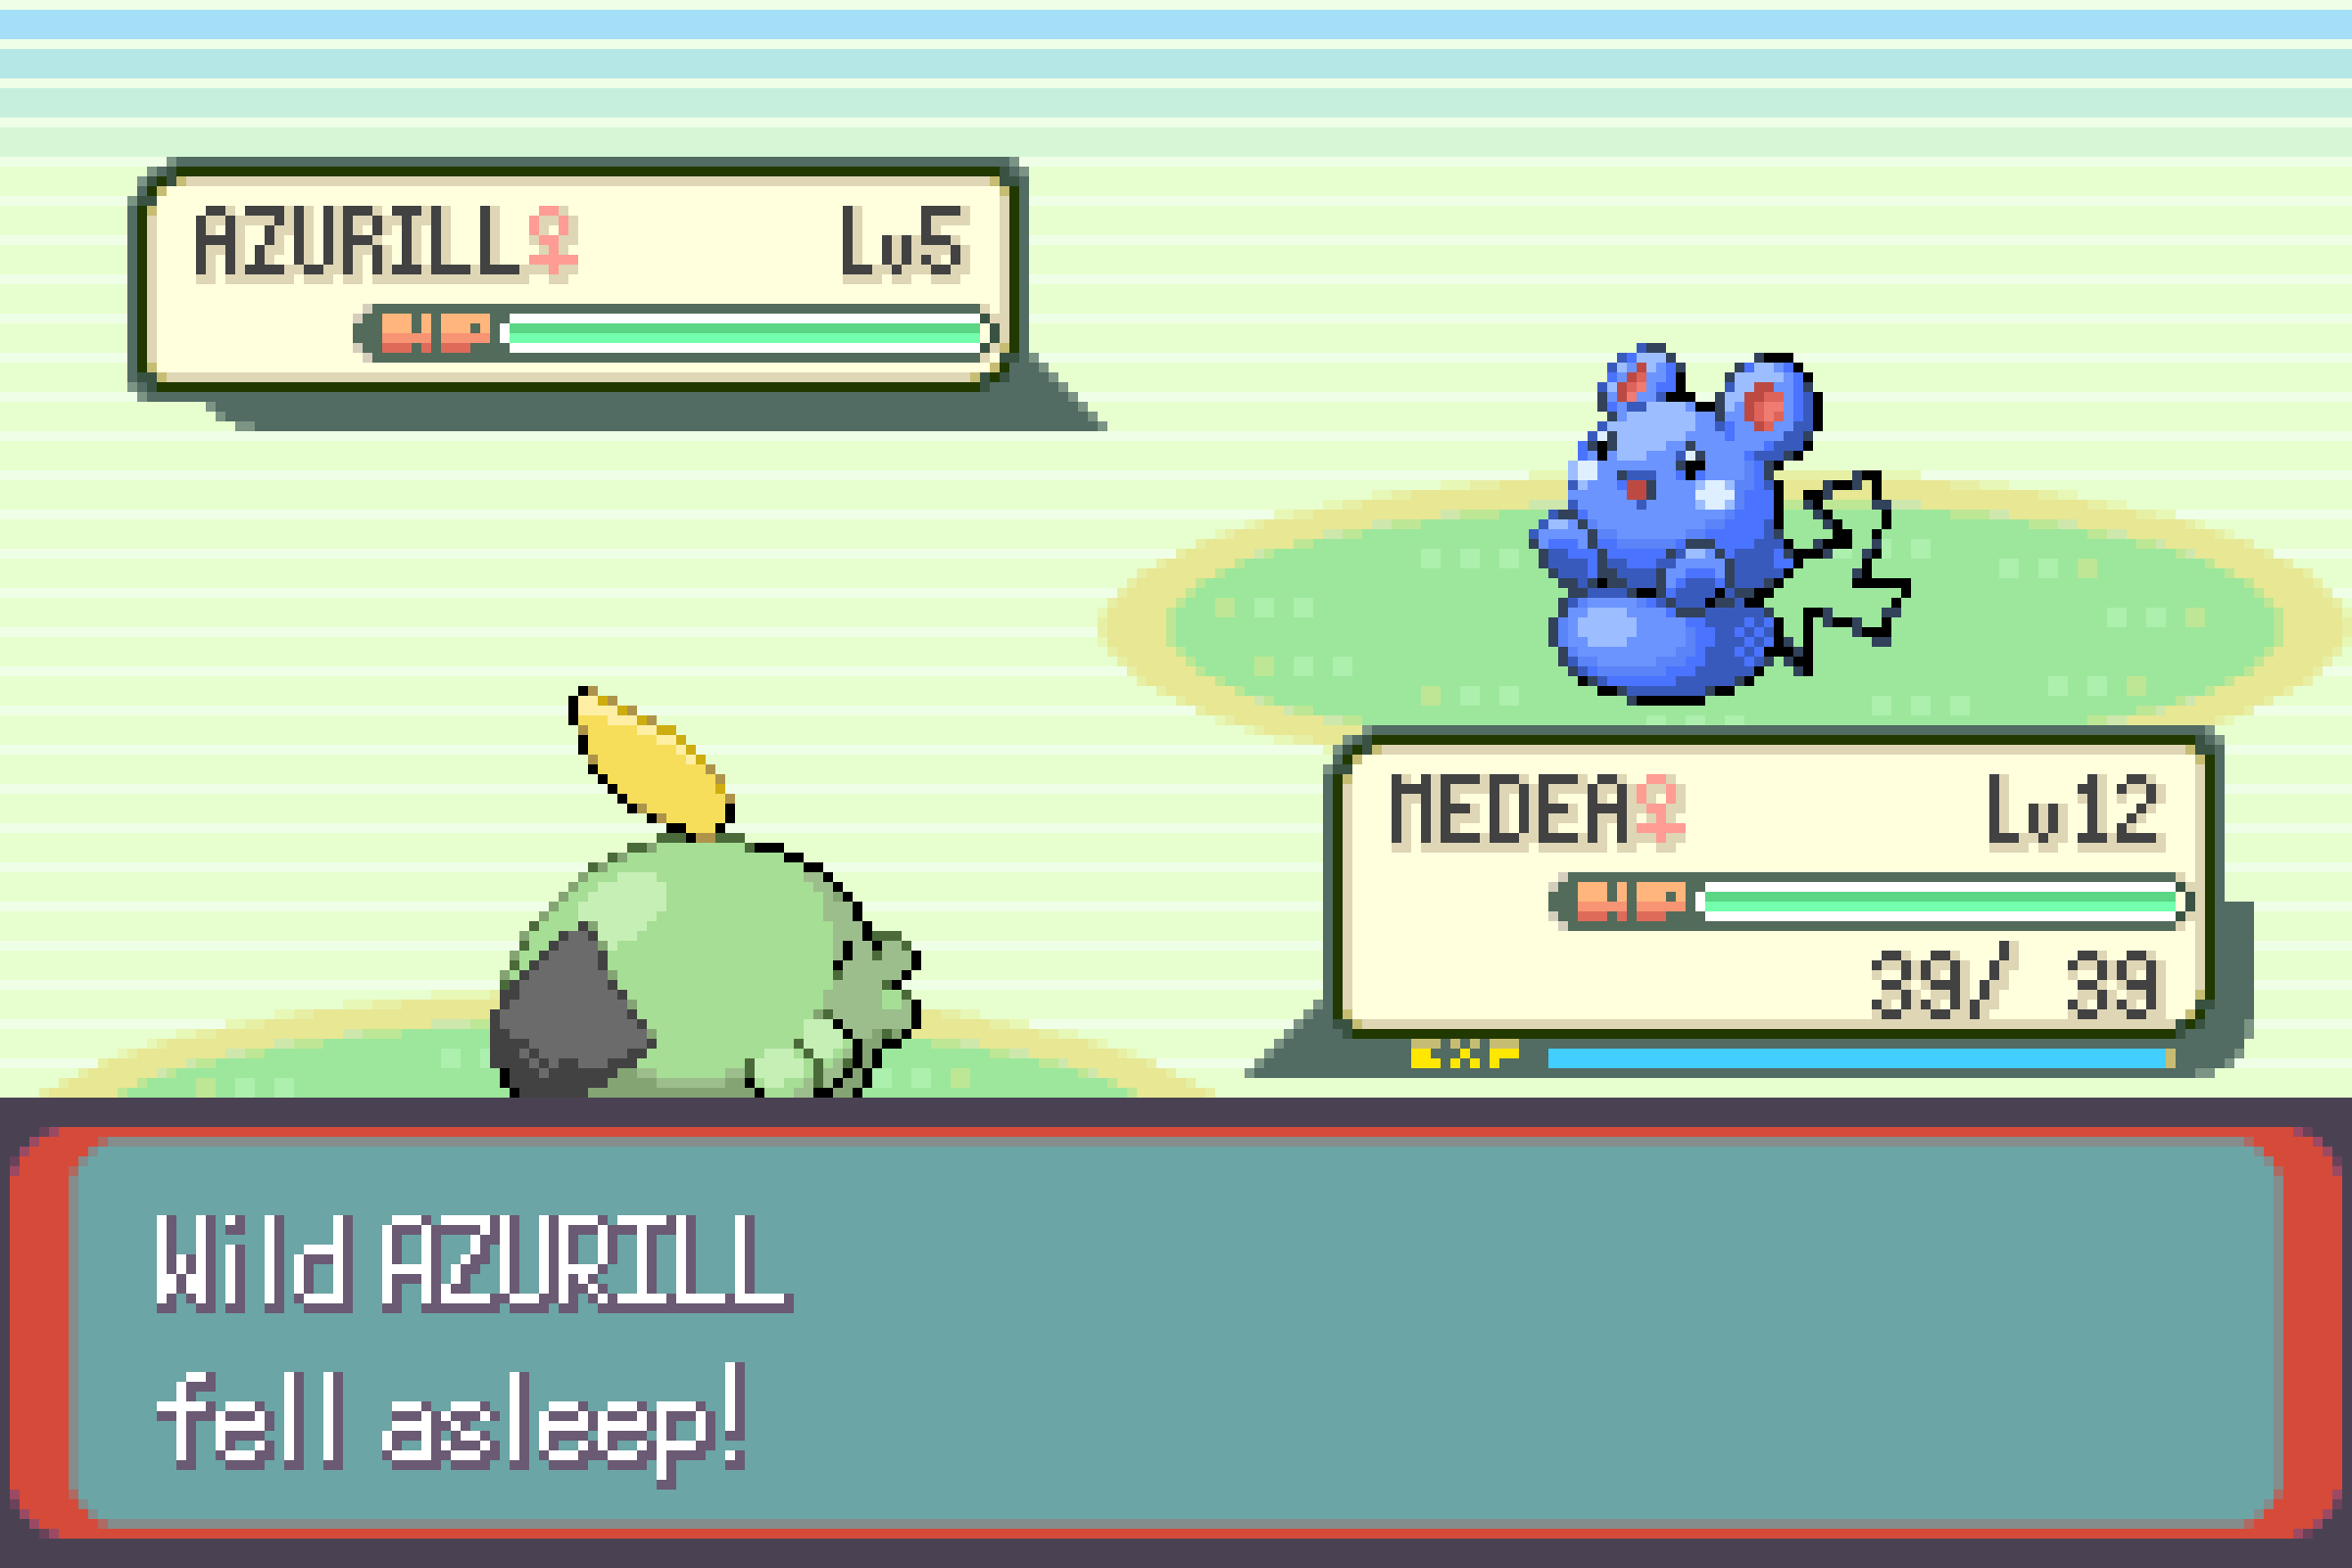 AZURILL♀ Lv5
HP
MEDEA♀ Lv12
HP
39/ 39
EXP
Wild AZURILL
fell asleep!